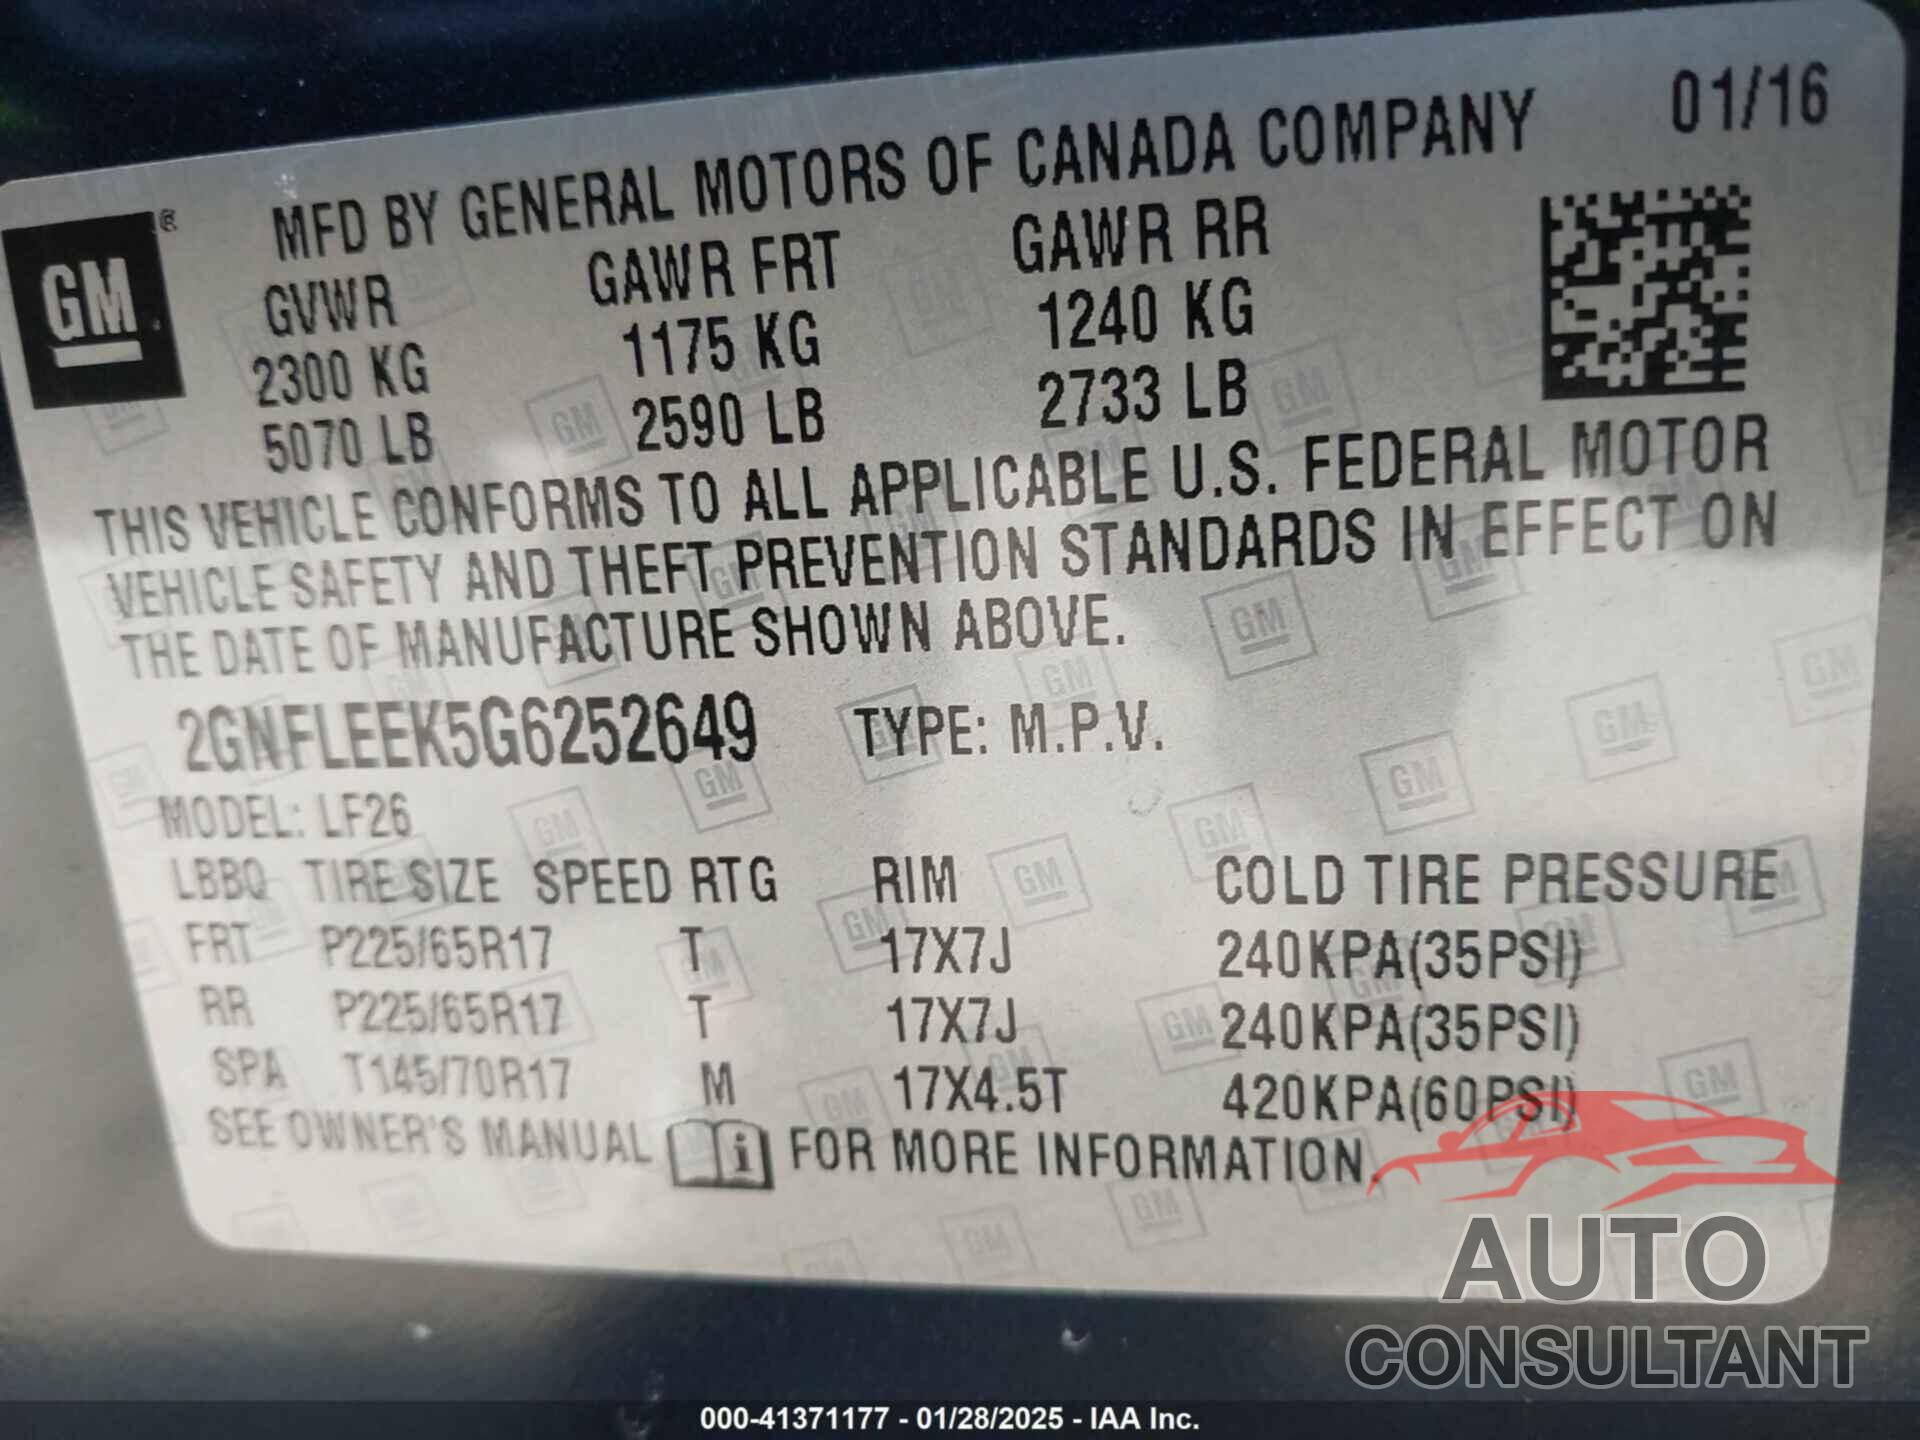 01/16
MFD BY GENERAL MOTORS OF CANADA COMPANY
GM ®
GVWR GAWR FRT GAWR RR
2300 KG 1175 KG 1240 KG
5070 LB 2590 LB 2733 LB
THIS VEHICLE CONFORMS TO ALL APPLICABLE U.S. FEDERAL MOTOR
VEHICLE SAFETY AND THEFT PREVENTION STANDARDS IN EFFECT ON
THE DATE OF MANUFACTURE SHOWN ABOVE.
2GNFLEEK5G6252649 TYPE: M.P.V.
MODEL: LF26
LBBQ TIRE SIZE SPEED RTG RIM COLD TIRE PRESSURE
FRT P225/65R17 T 17X7J 240KPA(35PSI)
RR P225/65R17 T 17X7J 240KPA(35PSI)
SPA T145/70R17 M 17X4.5T 420KPA(60PSI)
SEE OWNER'S MANUAL i FOR MORE INFORMATION.
AUTO
CONSULTANT
000-41371177 - 01/28/2025 - IAA Inc.